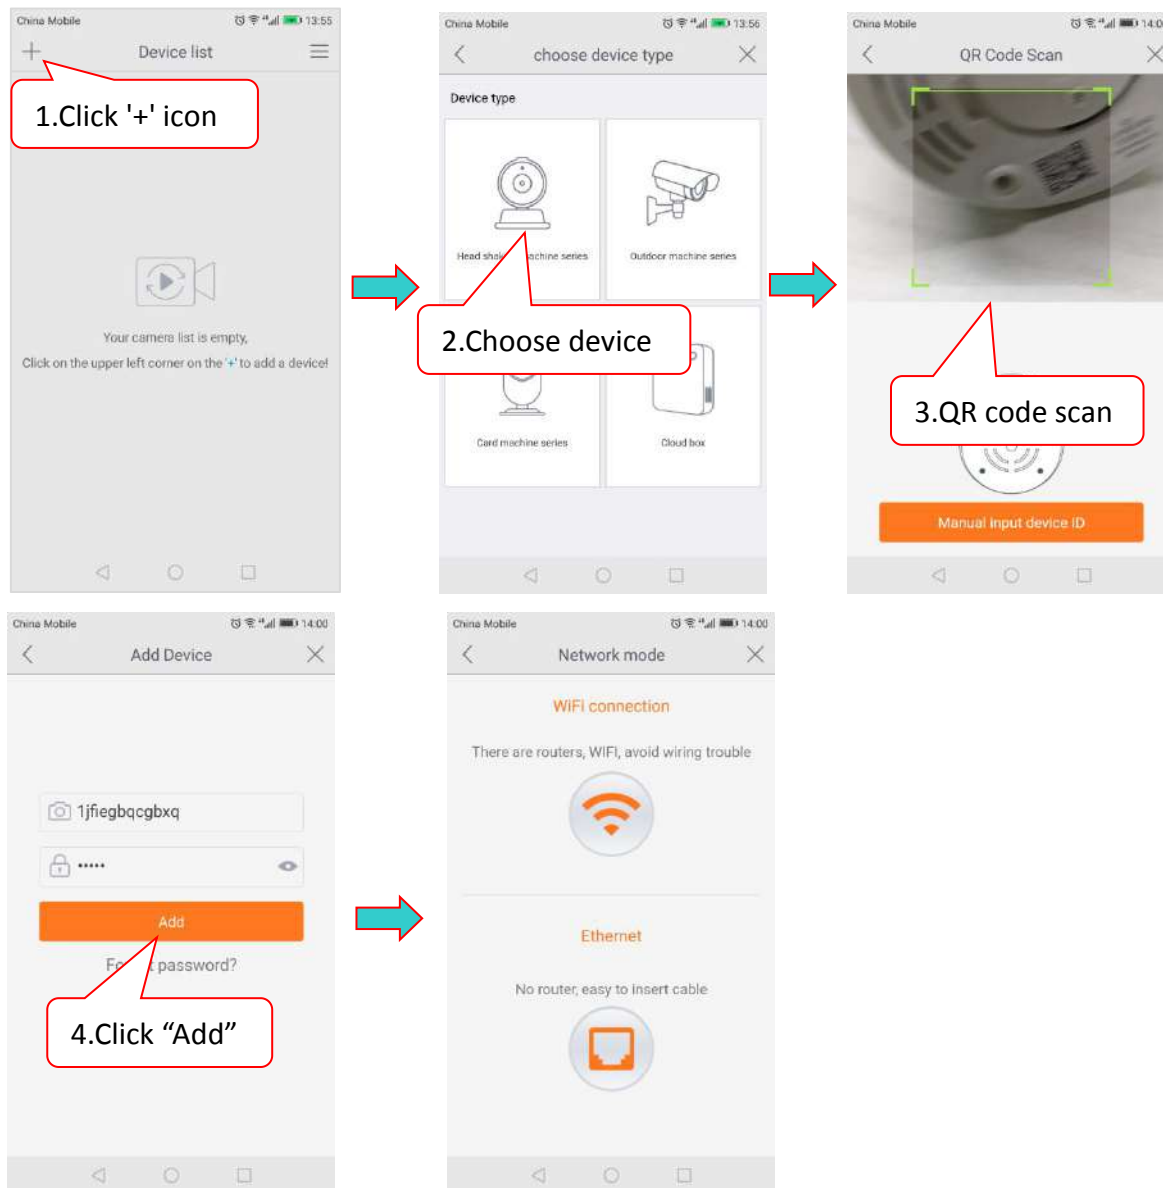 China Mobile 13:55
Device list
1.Click '+' icon
Your camera list is empty,
Click on the upper left corner on the '+' to add a device!
China Mobile 13:56
choose device type
Device type
Head machine series
Outdoor machine series
2.Choose device
Card machine series
Cloud box
China Mobile
QR Code Scan
3.QR code scan
Manual input device ID
China Mobile 14:00
Add Device
1jfiegbqcgbxq
•••••
Add
password?
4.Click “Add”
China Mobile 14:00
Network mode
WiFi connection
There are routers, WIFI, avoid wiring trouble
Ethernet
No router, easy to insert cable